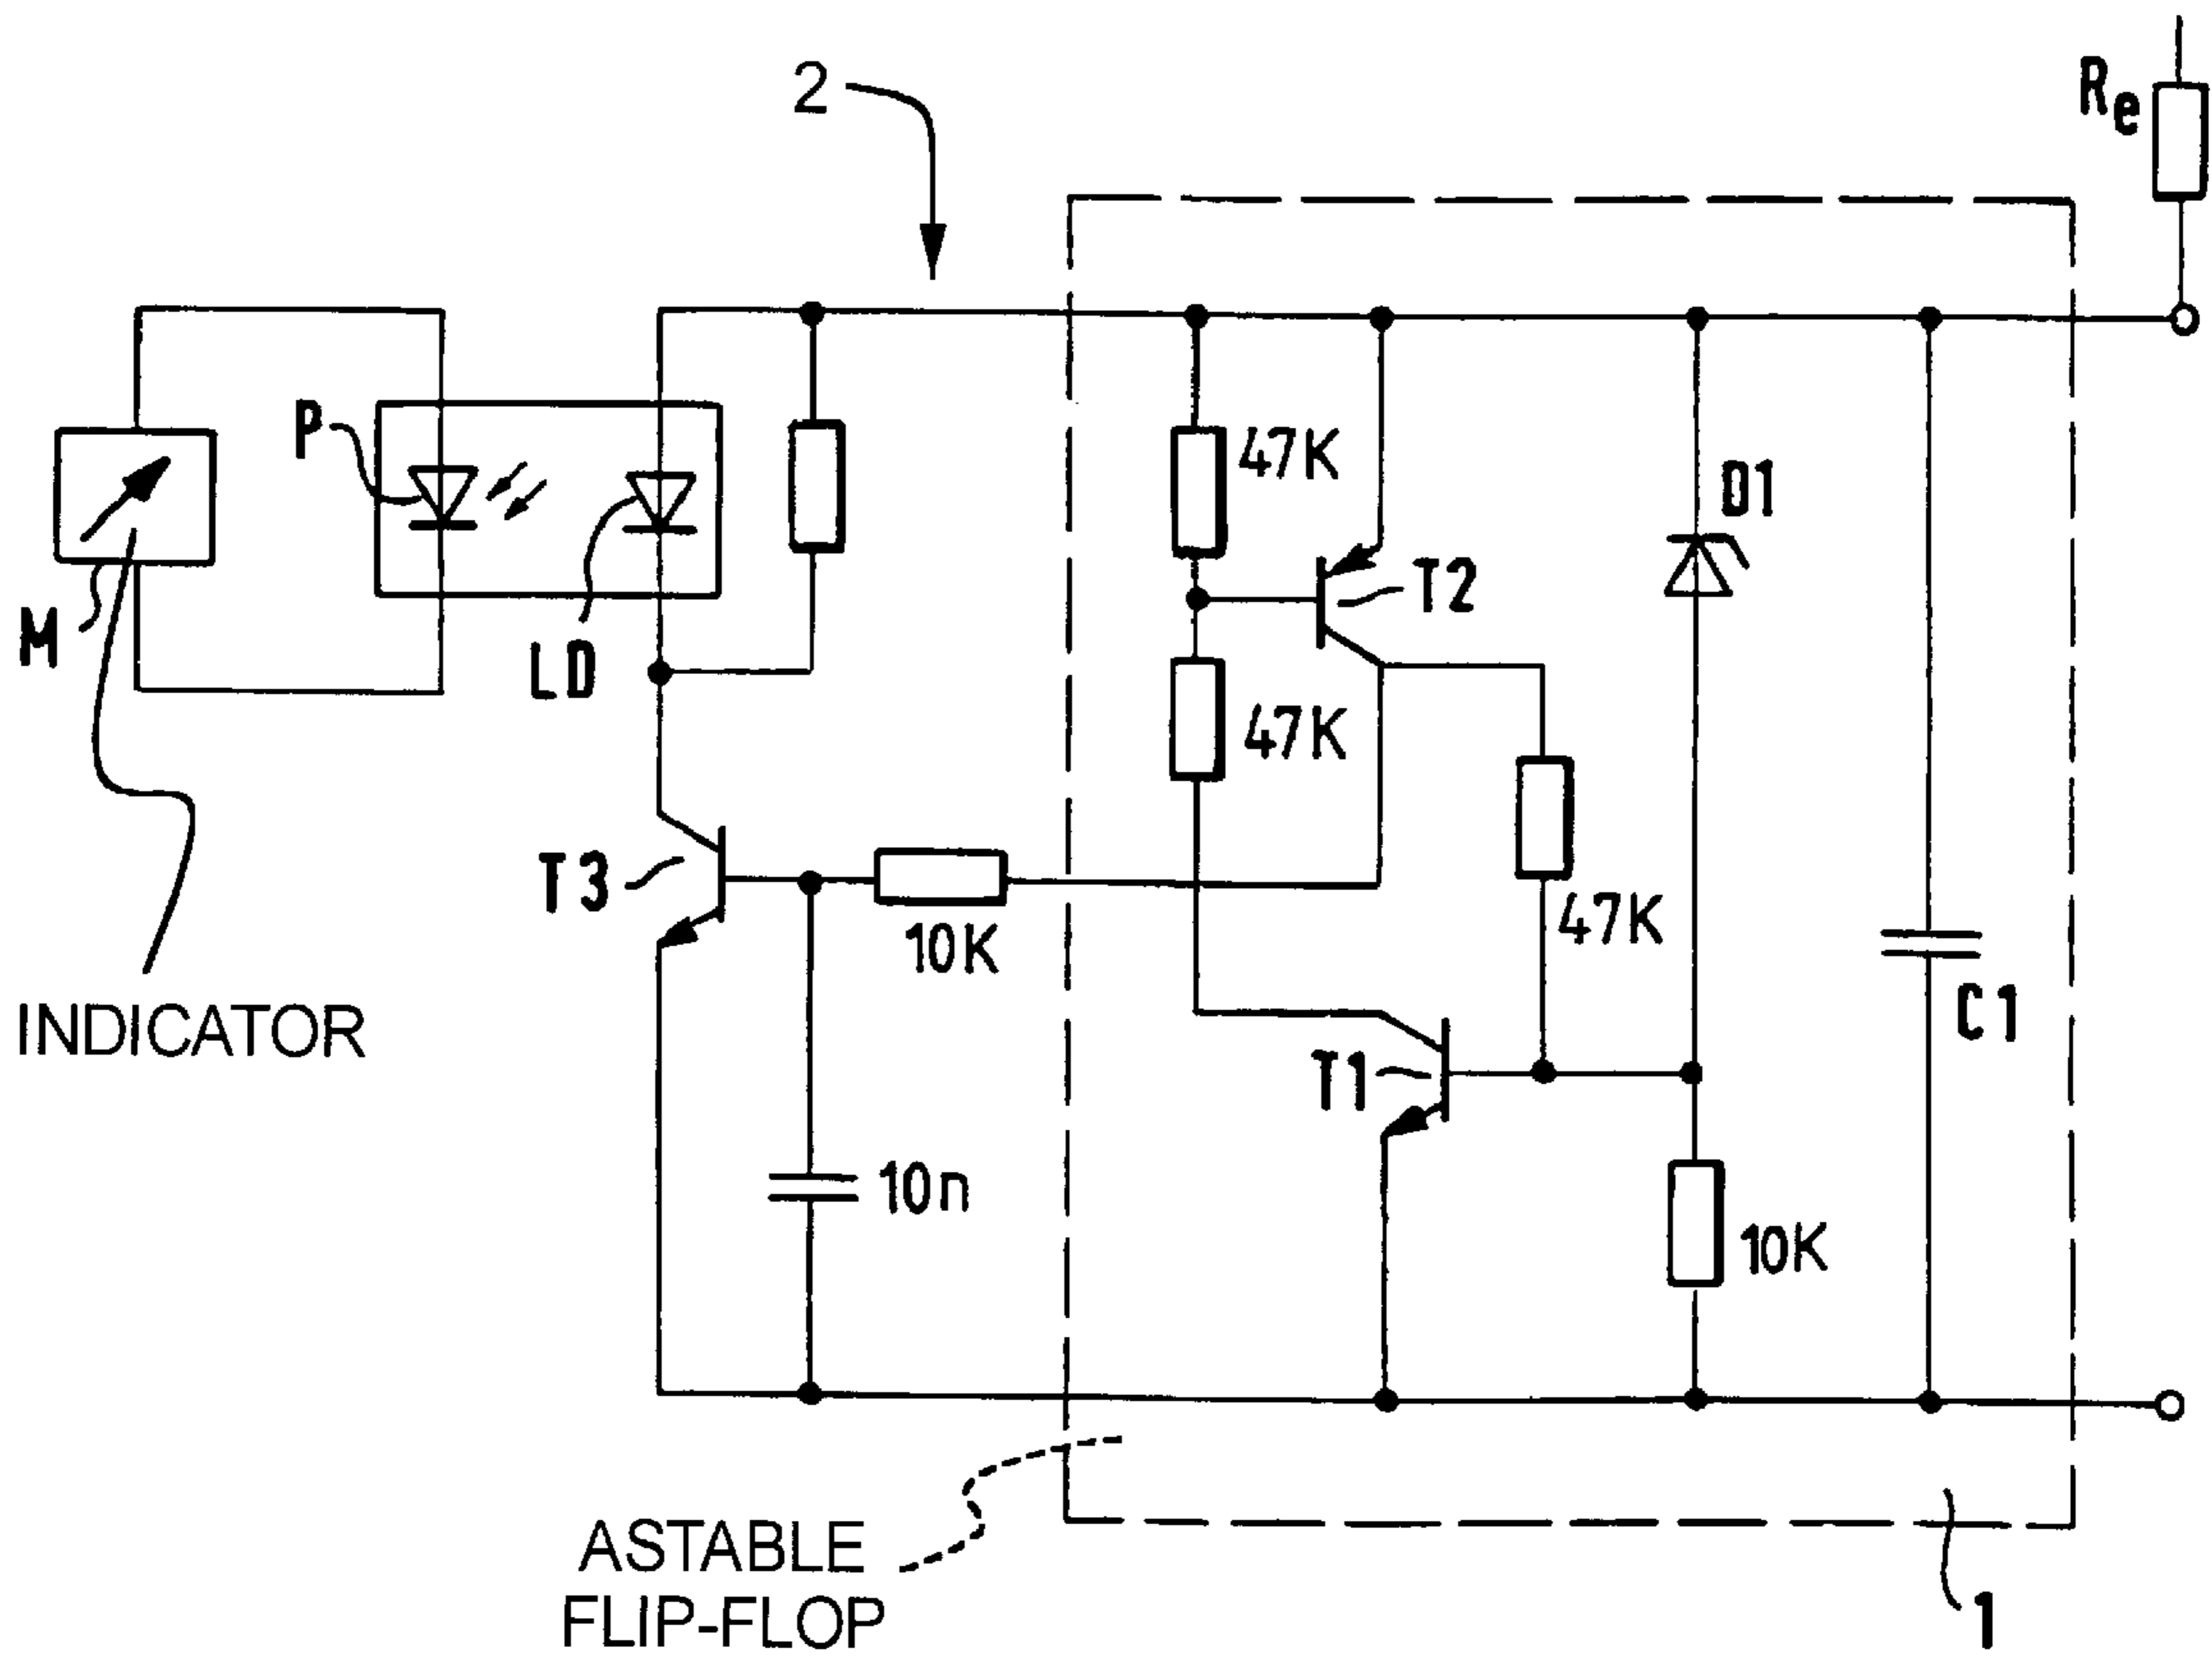 2
Re
P
47K
D1
T2
M
LD
47K
T3
10K
47K
INDICATOR
C1
T1
10n
10K
ASTABLE
FLIP-FLOP
1